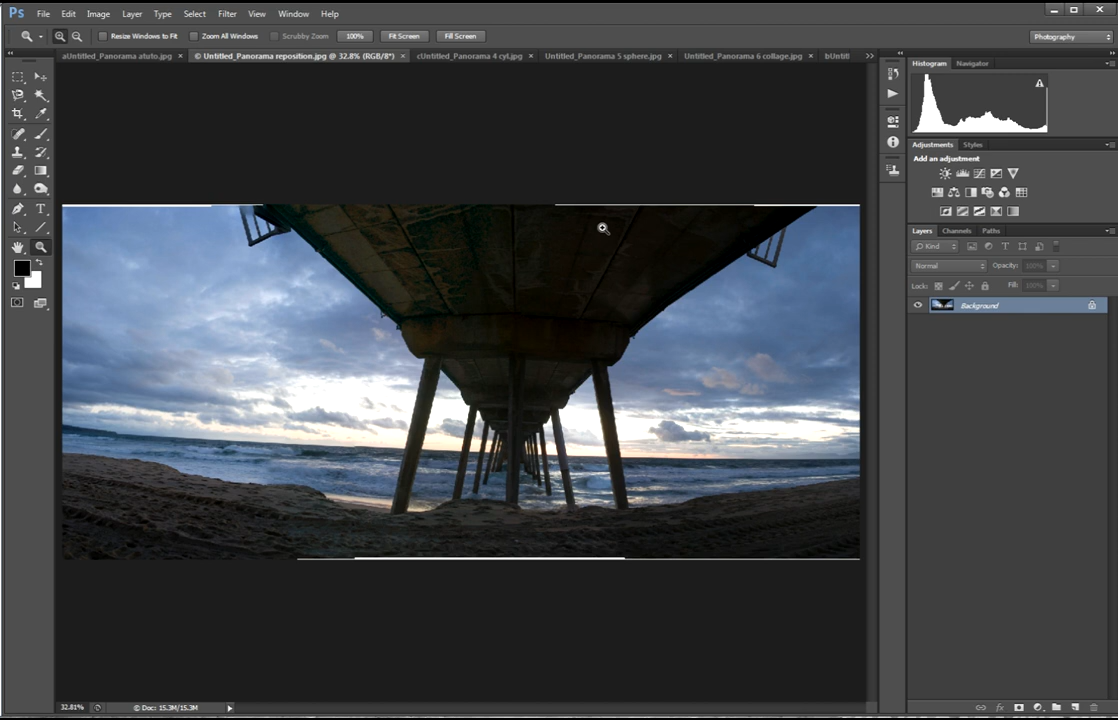 Ps File Edit Image Layer Type Select Filter View Window Help
Resize Windows to Fit Zoom All Windows Scrubby Zoom 100% Fit Screen Fill Screen Photography
aUntitled_Panorama atuto.jpg × © Untitled_Panorama reposition.jpg @ 32.8% (RGB/8*) × cUntitled_Panorama 4 cyl.jpg × Untitled_Panorama 5 sphere.jpg × Untitled_Panorama 6 collage.jpg × bUntitl
Histogram Navigator
Adjustments Styles
Add an adjustment
Layers Channels Paths
Kind
Normal Opacity: 100%
Lock: Fill: 100%
Background
32.81% © Doc: 15.3M/15.3M